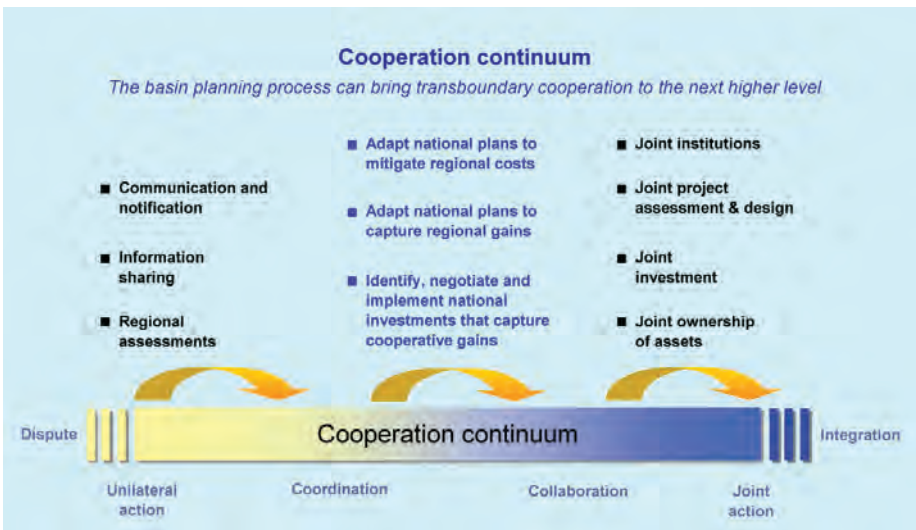 Cooperation continuum
The basin planning process can bring transboundary cooperation to the next higher level
■ Communication and
notification
■ Information
sharing
■ Regional
assessments
■ Adapt national plans to
mitigate regional costs
■ Adapt national plans to
capture regional gains
■ Identify, negotiate and
implement national
investments that capture
cooperative gains
■ Joint institutions
■ Joint project
assessment & design
■ Joint
investment
■ Joint ownership
of assets
Dispute
Cooperation continuum
Integration
Unilateral
action
Coordination
Collaboration
Joint
action